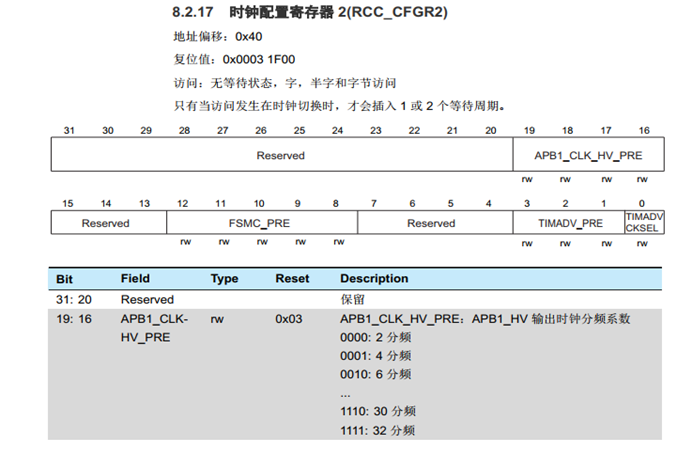 8.2.17 时钟配置寄存器 2(RCC_CFGR2)
地址偏移：0x40
复位值：0x0003 1F00
访问：无等待状态，字，半字和字节访问
只有当访问发生在时钟切换时，才会插入 1 或 2 个等待周期。
31 30 29 28 27 26 25 24 23 22 21 20 19 18 17 16
Reserved APB1_CLK_HV_PRE
rw rw rw rw
15 14 13 12 11 10 9 8 7 6 5 4 3 2 1 0
Reserved FSMC_PRE Reserved TIMADV_PRE TIMADV
CKSEL
rw rw rw rw rw rw rw rw rw
Bit Field Type Reset Description
31: 20 Reserved 保留
19: 16 APB1_CLK- rw 0x03 APB1_CLK_HV_PRE：APB1_HV 输出时钟分频系数
HV_PRE 0000: 2 分频
0001: 4 分频
0010: 6 分频
...
1110: 30 分频
1111: 32 分频